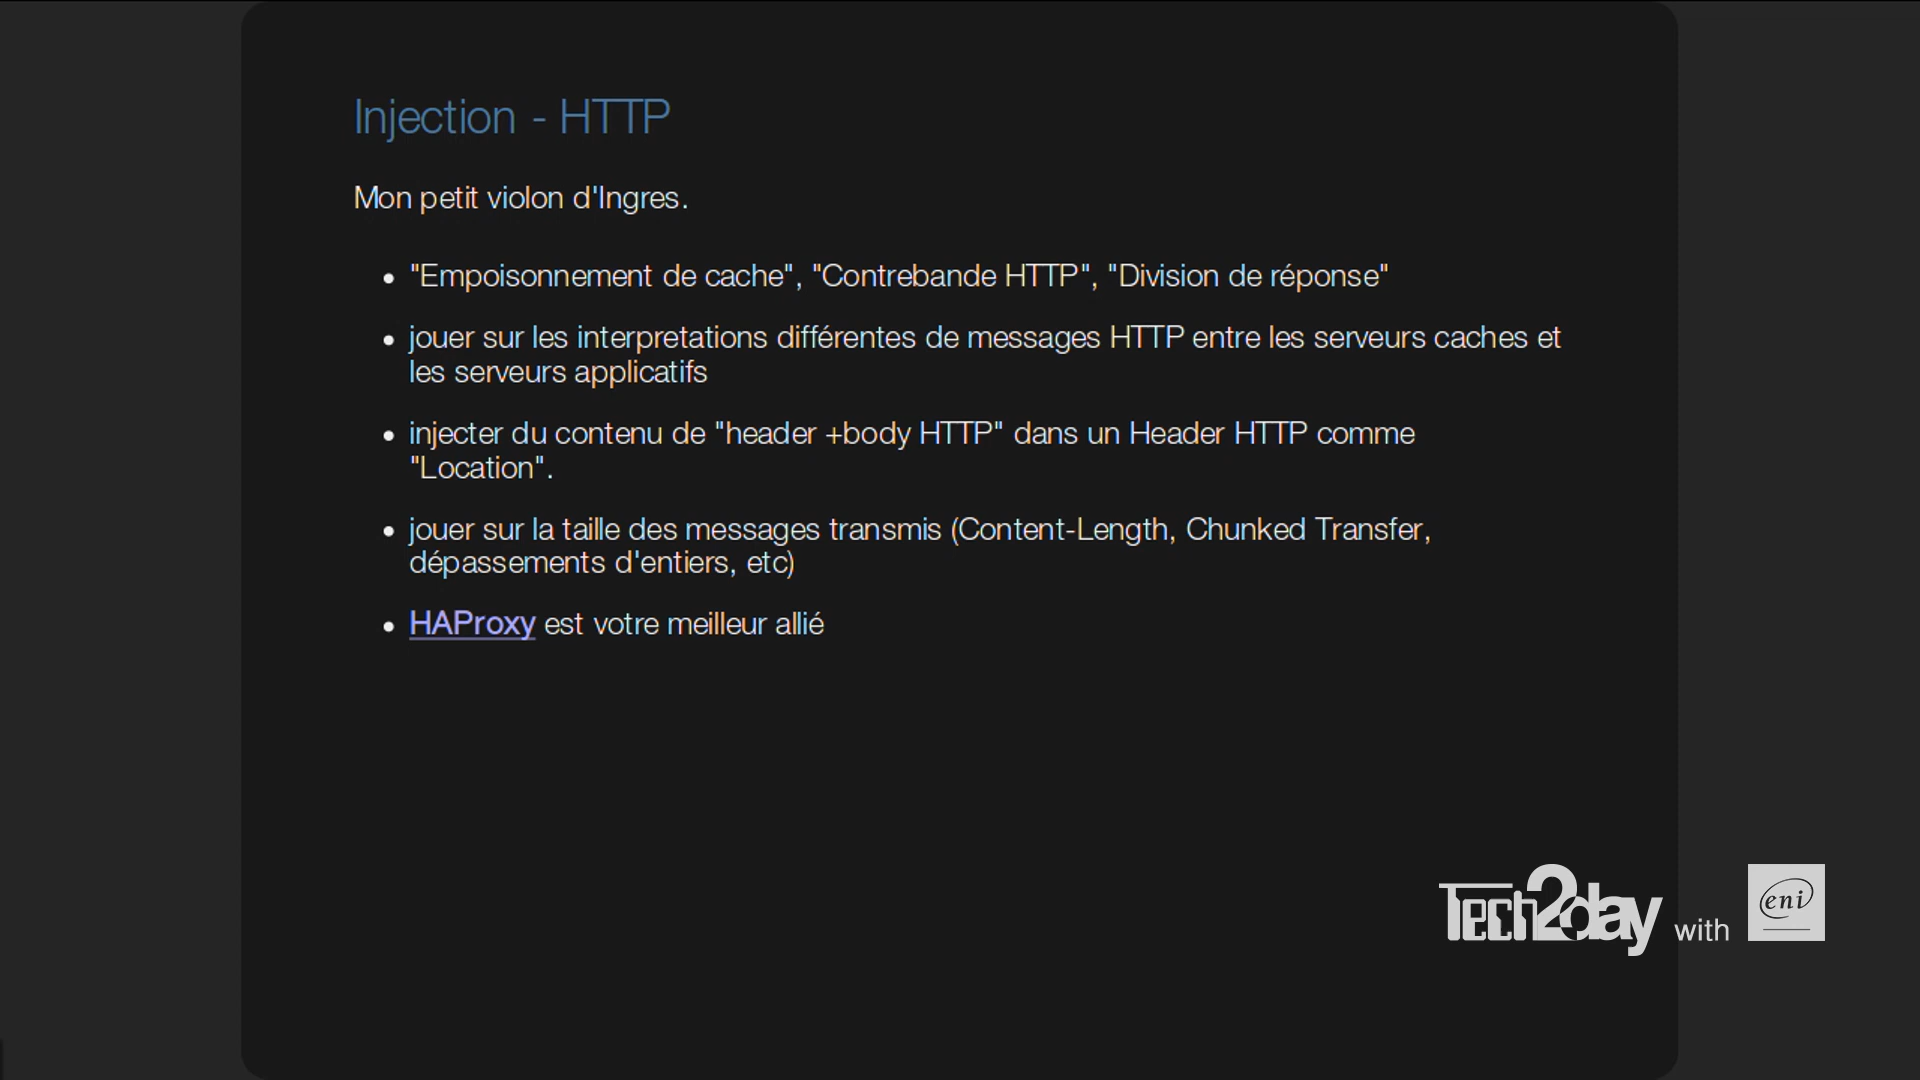 Injection - HTTP
Mon petit violon d'Ingres.
"Empoisonnement de cache", "Contrebande HTTP", "Division de réponse"
jouer sur les interpretations différentes de messages HTTP entre les serveurs caches et
les serveurs applicatifs
injecter du contenu de "header +body HTTP" dans un Header HTTP comme
"Location".
jouer sur la taille des messages transmis (Content-Length, Chunked Transfer,
dépassements d'entiers, etc)
HAProxy est votre meilleur allié
Tech2day with eni